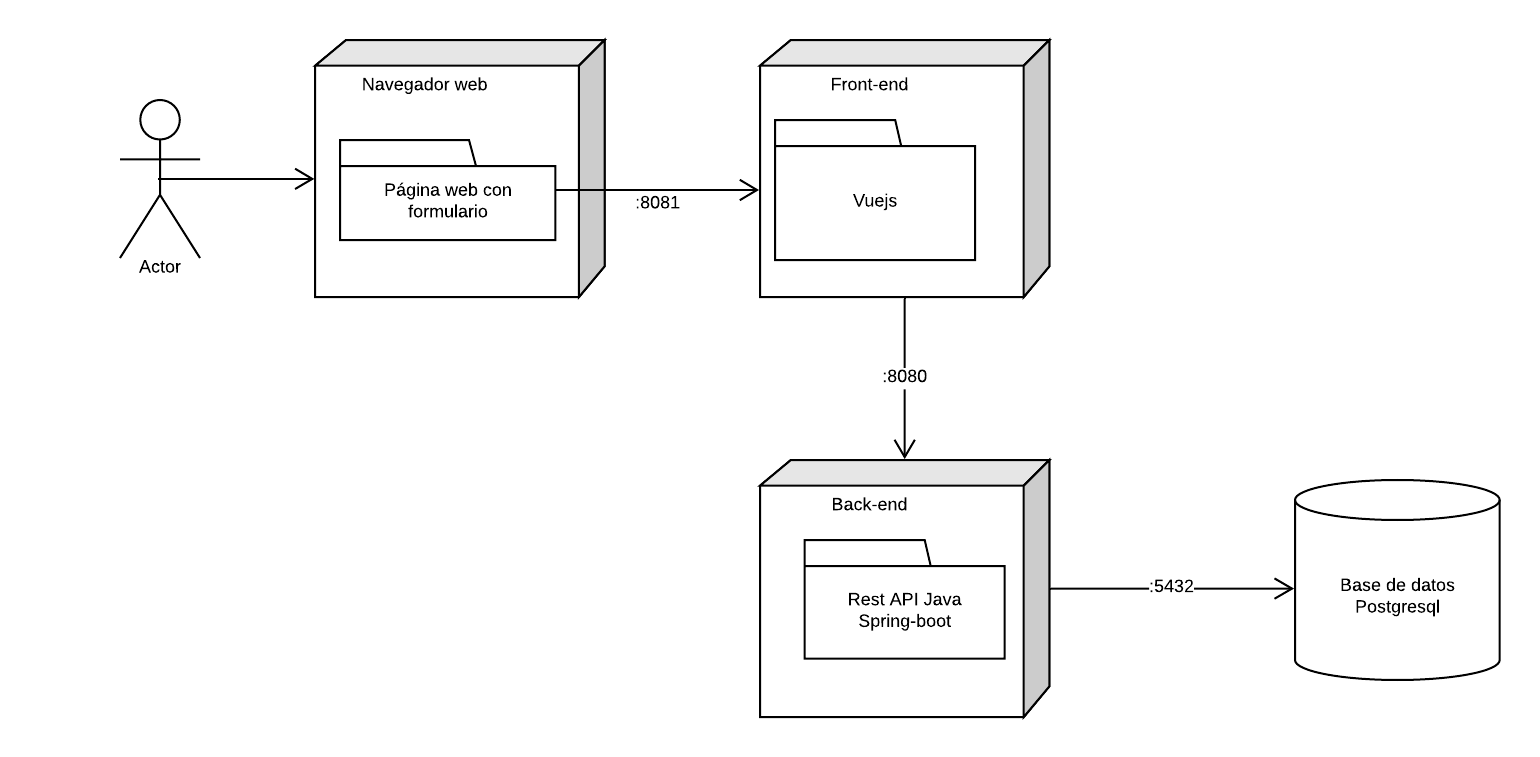 Navegador web
Página web con
formulario
Actor
:8081
Front-end
Vuejs
:8080
Back-end
Rest API Java
Spring-boot
:5432
Base de datos
Postgresql